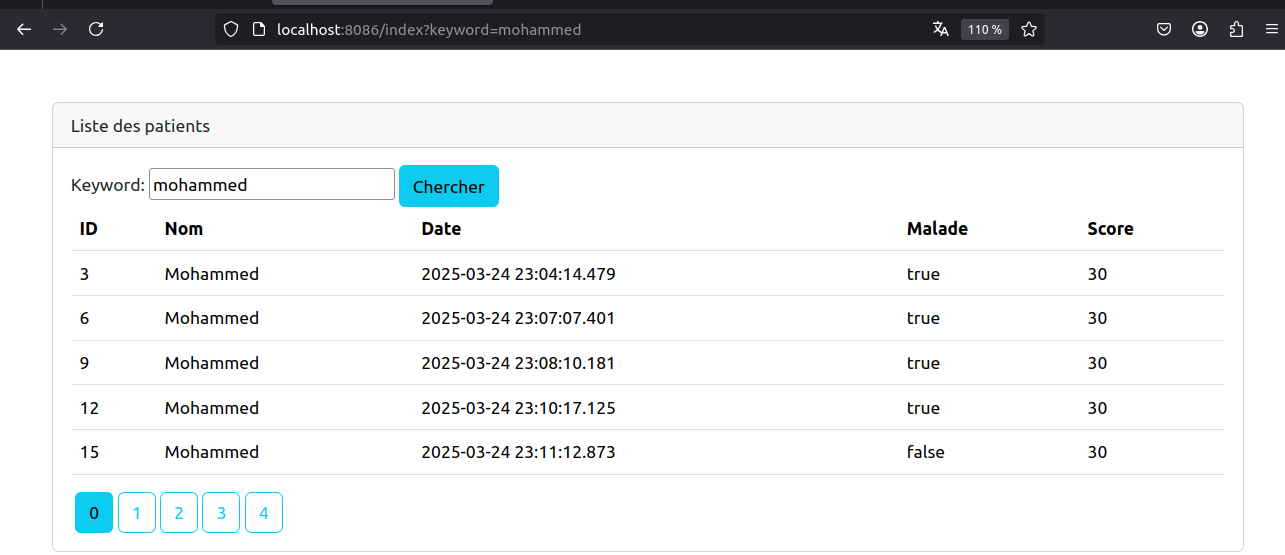 localhost:8086/index?keyword=mohammed 110 %
Liste des patients
Keyword: mohammed Chercher
ID Nom Date Malade Score
3 Mohammed 2025-03-24 23:04:14.479 true 30
6 Mohammed 2025-03-24 23:07:07.401 true 30
9 Mohammed 2025-03-24 23:08:10.181 true 30
12 Mohammed 2025-03-24 23:10:17.125 true 30
15 Mohammed 2025-03-24 23:11:12.873 false 30
0 1 2 3 4